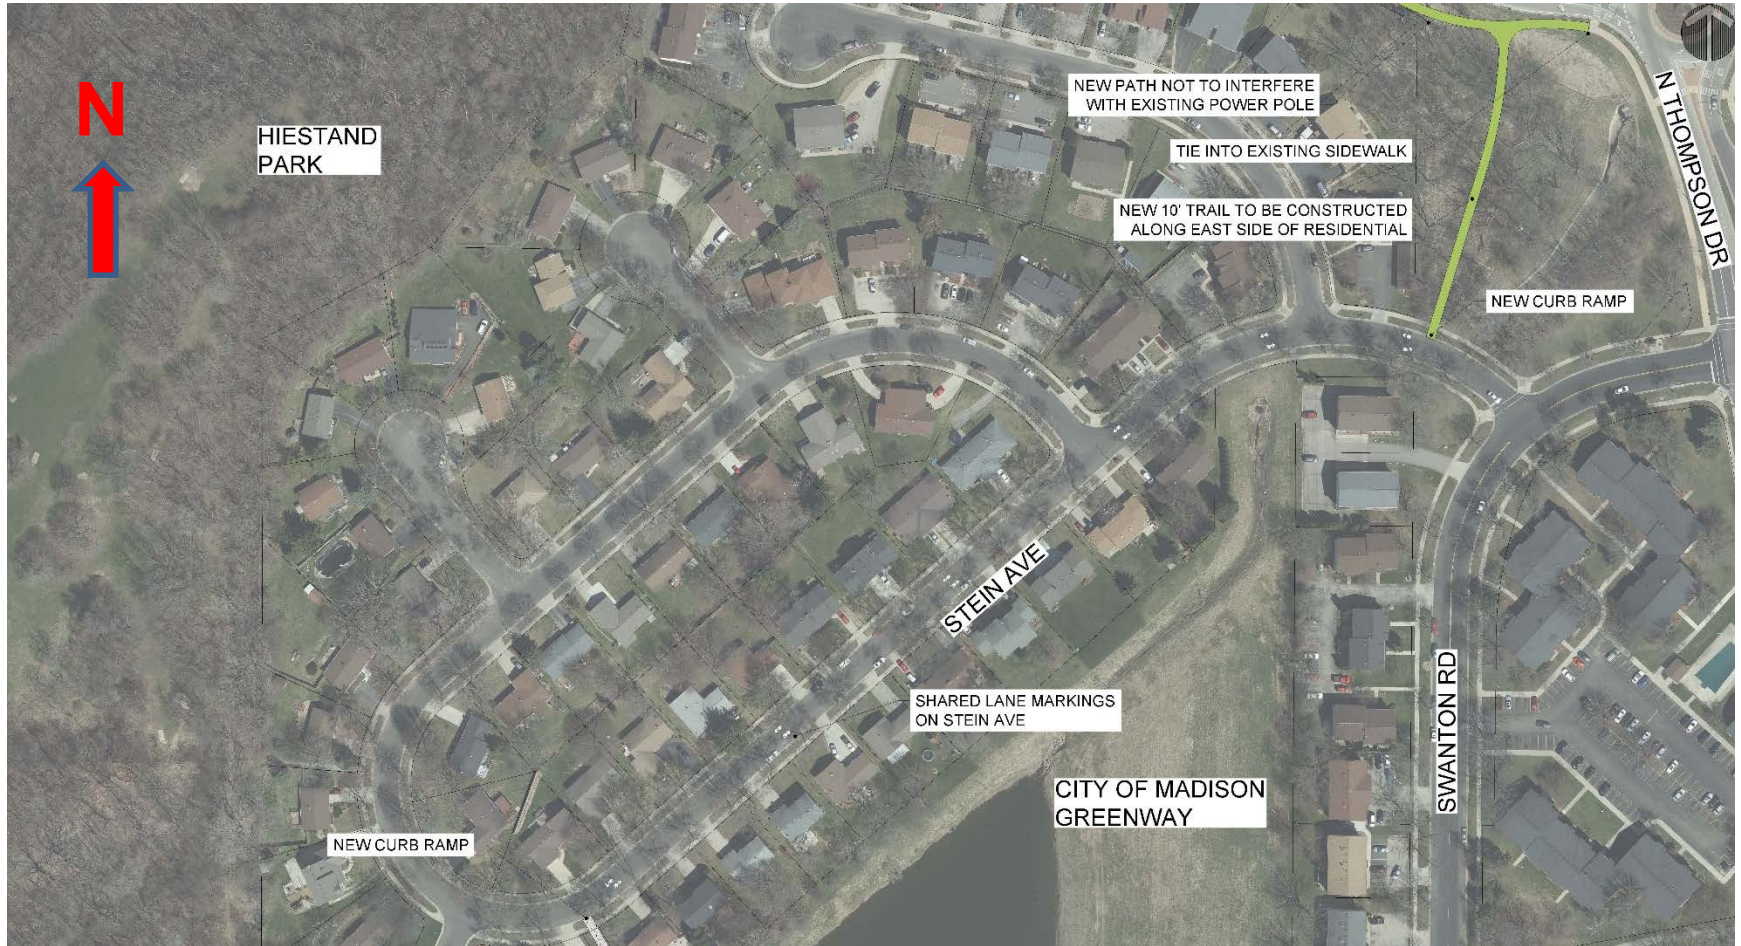 N
HIESTAND
PARK
NEW PATH NOT TO INTERFERE
WITH EXISTING POWER POLE
TIE INTO EXISTING SIDEWALK
NEW 10' TRAIL TO BE CONSTRUCTED
ALONG EAST SIDE OF RESIDENTIAL
N THOMPSON DR
NEW CURB RAMP
STEIN AVE
SHARED LANE MARKINGS
ON STEIN AVE
SWANTON RD
CITY OF MADISON
GREENWAY
NEW CURB RAMP